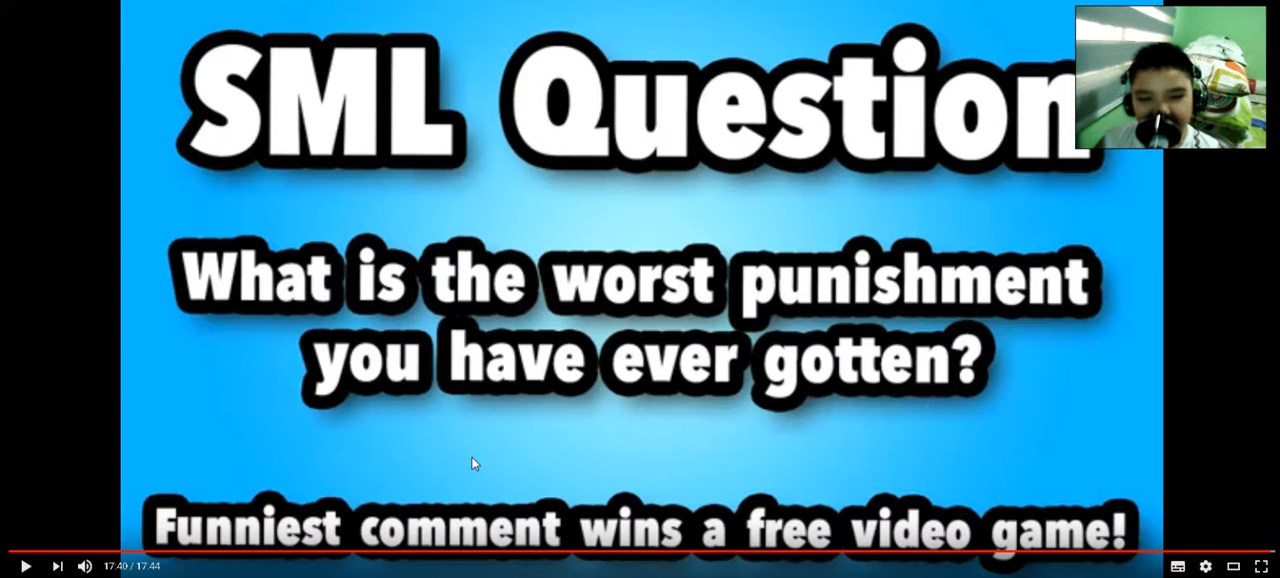 SML Question
What is the worst punishment
you have ever gotten?
Funniest comment wins a free video game!
17:40 / 17:44